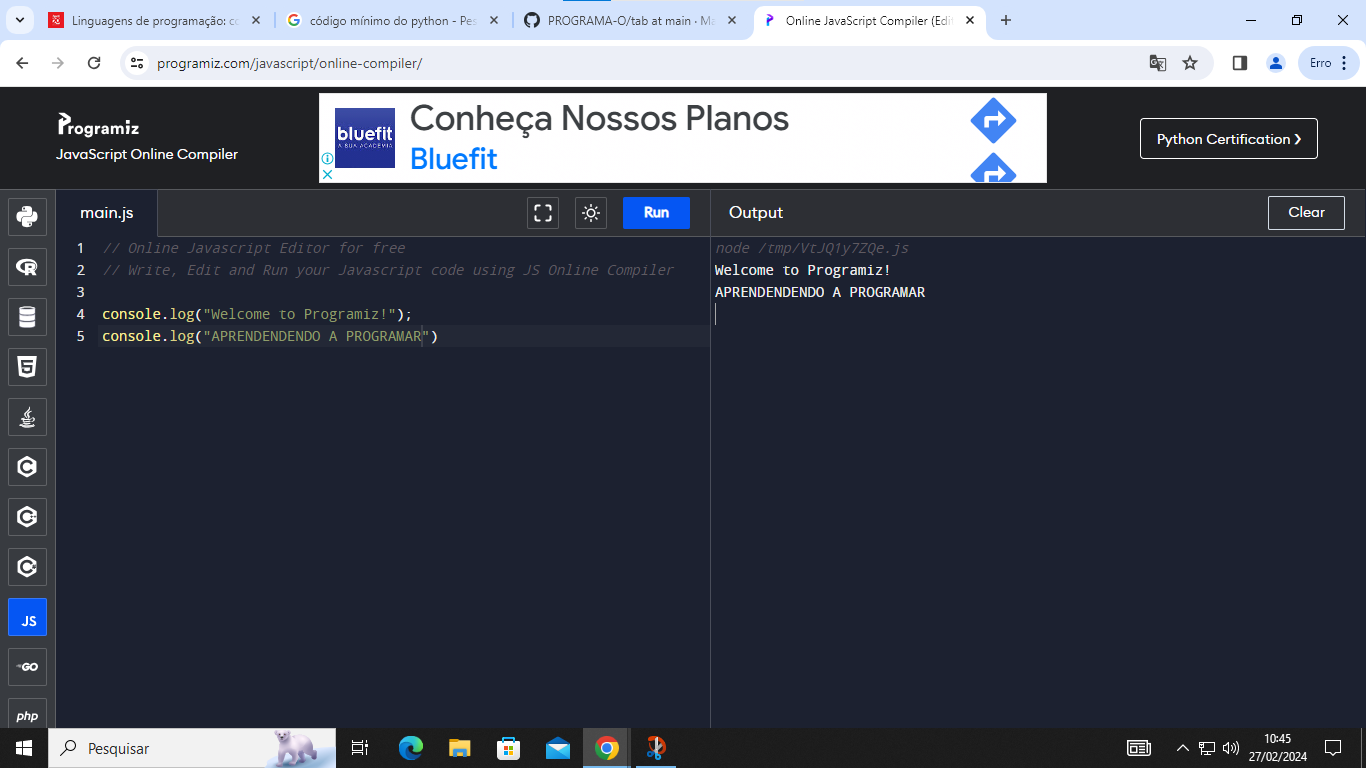 Linguagens de programação: co
código mínimo do python - Pes
PROGRAMA-O/tab at main · Ma
Online JavaScript Compiler (Edit
programiz.com/javascript/online-compiler/
Erro
Programiz
JavaScript Online Compiler
bluefit
A SUA ACADEMIA
Conheça Nossos Planos
Bluefit
Python Certification ›
main.js
Run
Output
Clear
1 // Online Javascript Editor for free
2 // Write, Edit and Run your Javascript code using JS Online Compiler
3
4 console.log("Welcome to Programiz!");
5 console.log("APRENDENDENDO A PROGRAMAR")
node /tmp/VtJQ1y7ZQe.js
Welcome to Programiz!
APRENDENDENDO A PROGRAMAR
R
5
C
C
C
JS
GO
php
Pesquisar
10:45
27/02/2024